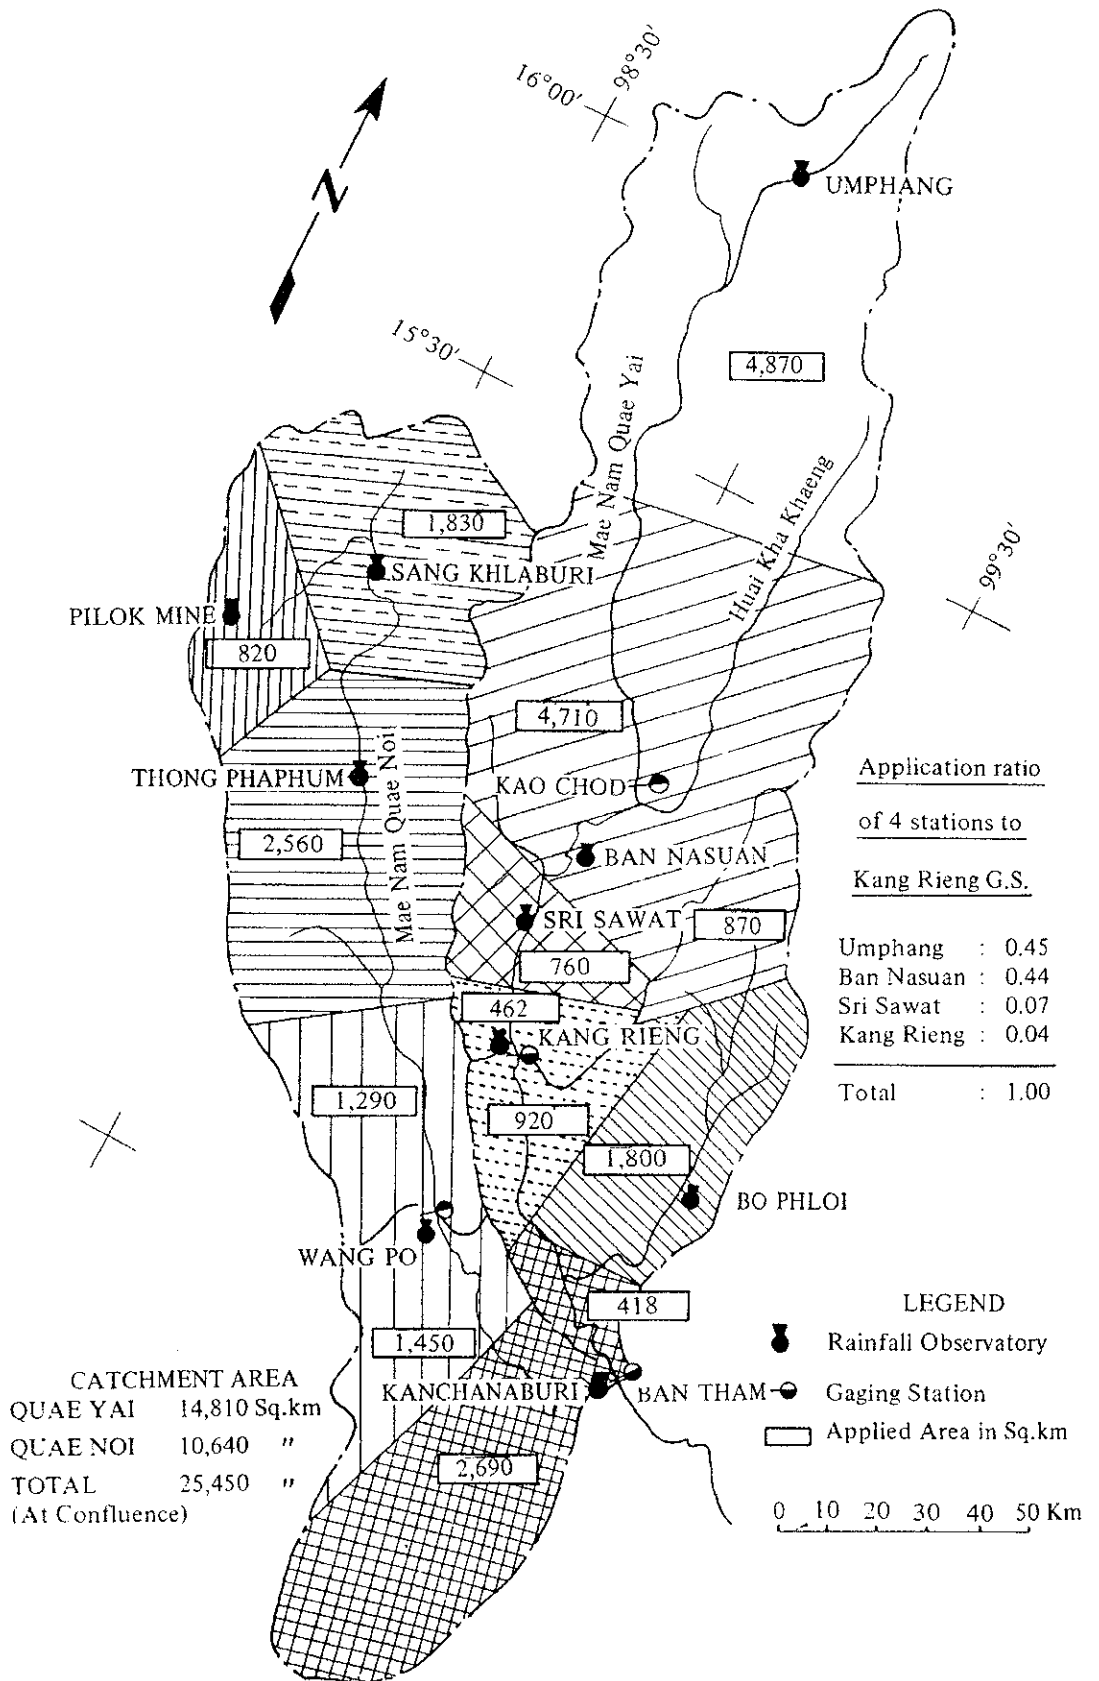 98°30'
16°00'
N
UMPHANG
15°30'
4,870
Mae Nam Quae Yai
Huai Kha Khaeng
1,830
SANG KHLABURI
99°30'
PILOK MINE
820
4,710
THONG PHAPHUM
Mae Nam Quae Noi
KAO CHOD
2,560
BAN NASUAN
SRI SAWAT
870
760
462
KANG RIENG
1,290
920
1,800
BO PHLOI
WANG PO
418
1,450
KANCHANABURI
BAN THAM
2,690
Application ratio
of 4 stations to
Kang Rieng G.S.
Umphang : 0.45
Ban Nasuan : 0.44
Sri Sawat : 0.07
Kang Rieng : 0.04
Total : 1.00
LEGEND
Rainfall Observatory
Gaging Station
Applied Area in Sq.km
CATCHMENT AREA
QUAE YAI 14,810 Sq.km
QUAE NOI 10,640 "
TOTAL 25,450 "
(At Confluence)
0 10 20 30 40 50 Km